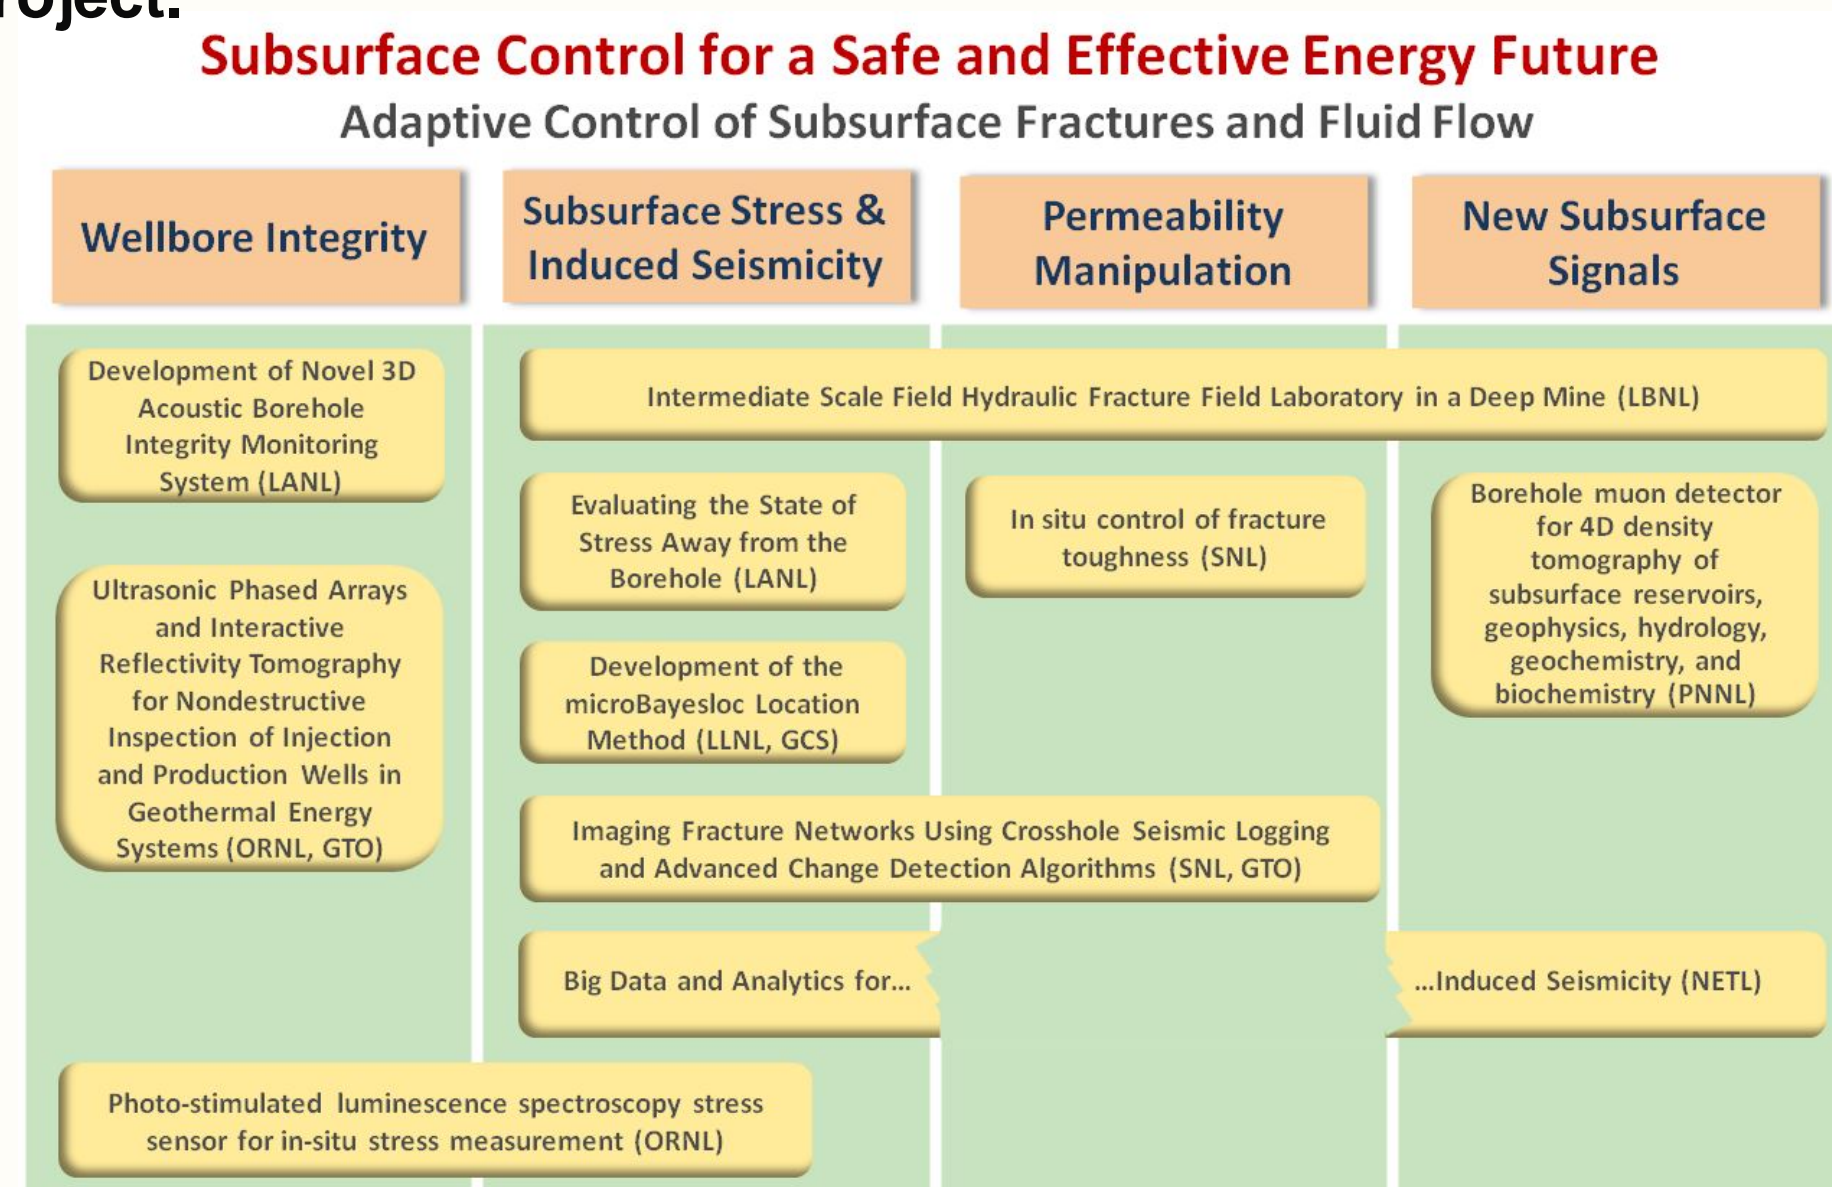 roject.
Subsurface Control for a Safe and Effective Energy Future
Adaptive Control of Subsurface Fractures and Fluid Flow
Wellbore Integrity
Subsurface Stress &
Induced Seismicity
Permeability
Manipulation
New Subsurface
Signals
Development of Novel 3D
Acoustic Borehole
Integrity Monitoring
System (LANL)
Ultrasonic Phased Arrays
and Interactive
Reflectivity Tomography
for Nondestructive
Inspection of Injection
and Production Wells in
Geothermal Energy
Systems (ORNL, GTO)
Intermediate Scale Field Hydraulic Fracture Field Laboratory in a Deep Mine (LBNL)
Evaluating the State of
Stress Away from the
Borehole (LANL)
In situ control of fracture
toughness (SNL)
Borehole muon detector
for 4D density
tomography of
subsurface reservoirs,
geophysics, hydrology,
geochemistry, and
biochemistry (PNNL)
Development of the
microBayesloc Location
Method (LLNL, GCS)
Imaging Fracture Networks Using Crosshole Seismic Logging
and Advanced Change Detection Algorithms (SNL, GTO)
Big Data and Analytics for...
...Induced Seismicity (NETL)
Photo-stimulated luminescence spectroscopy stress
sensor for in-situ stress measurement (ORNL)